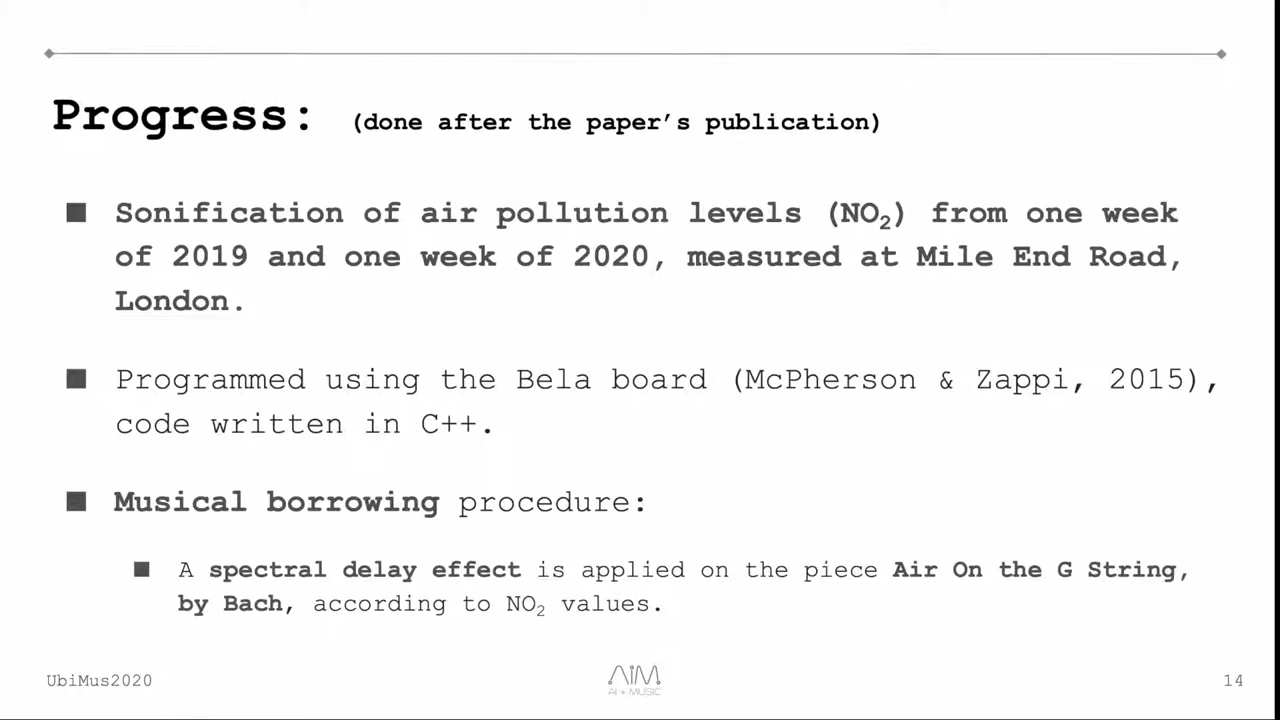 Progress: (done after the paper's publication)
■ Sonification of air pollution levels (NO₂) from one week
of 2019 and one week of 2020, measured at Mile End Road,
London.
■ Programmed using the Bela board (McPherson & Zappi, 2015),
code written in C++.
■ Musical borrowing procedure:
■ A spectral delay effect is applied on the piece Air On the G String,
by Bach, according to NO₂ values.
UbiMus2020
AIM
AI + MUSIC
14